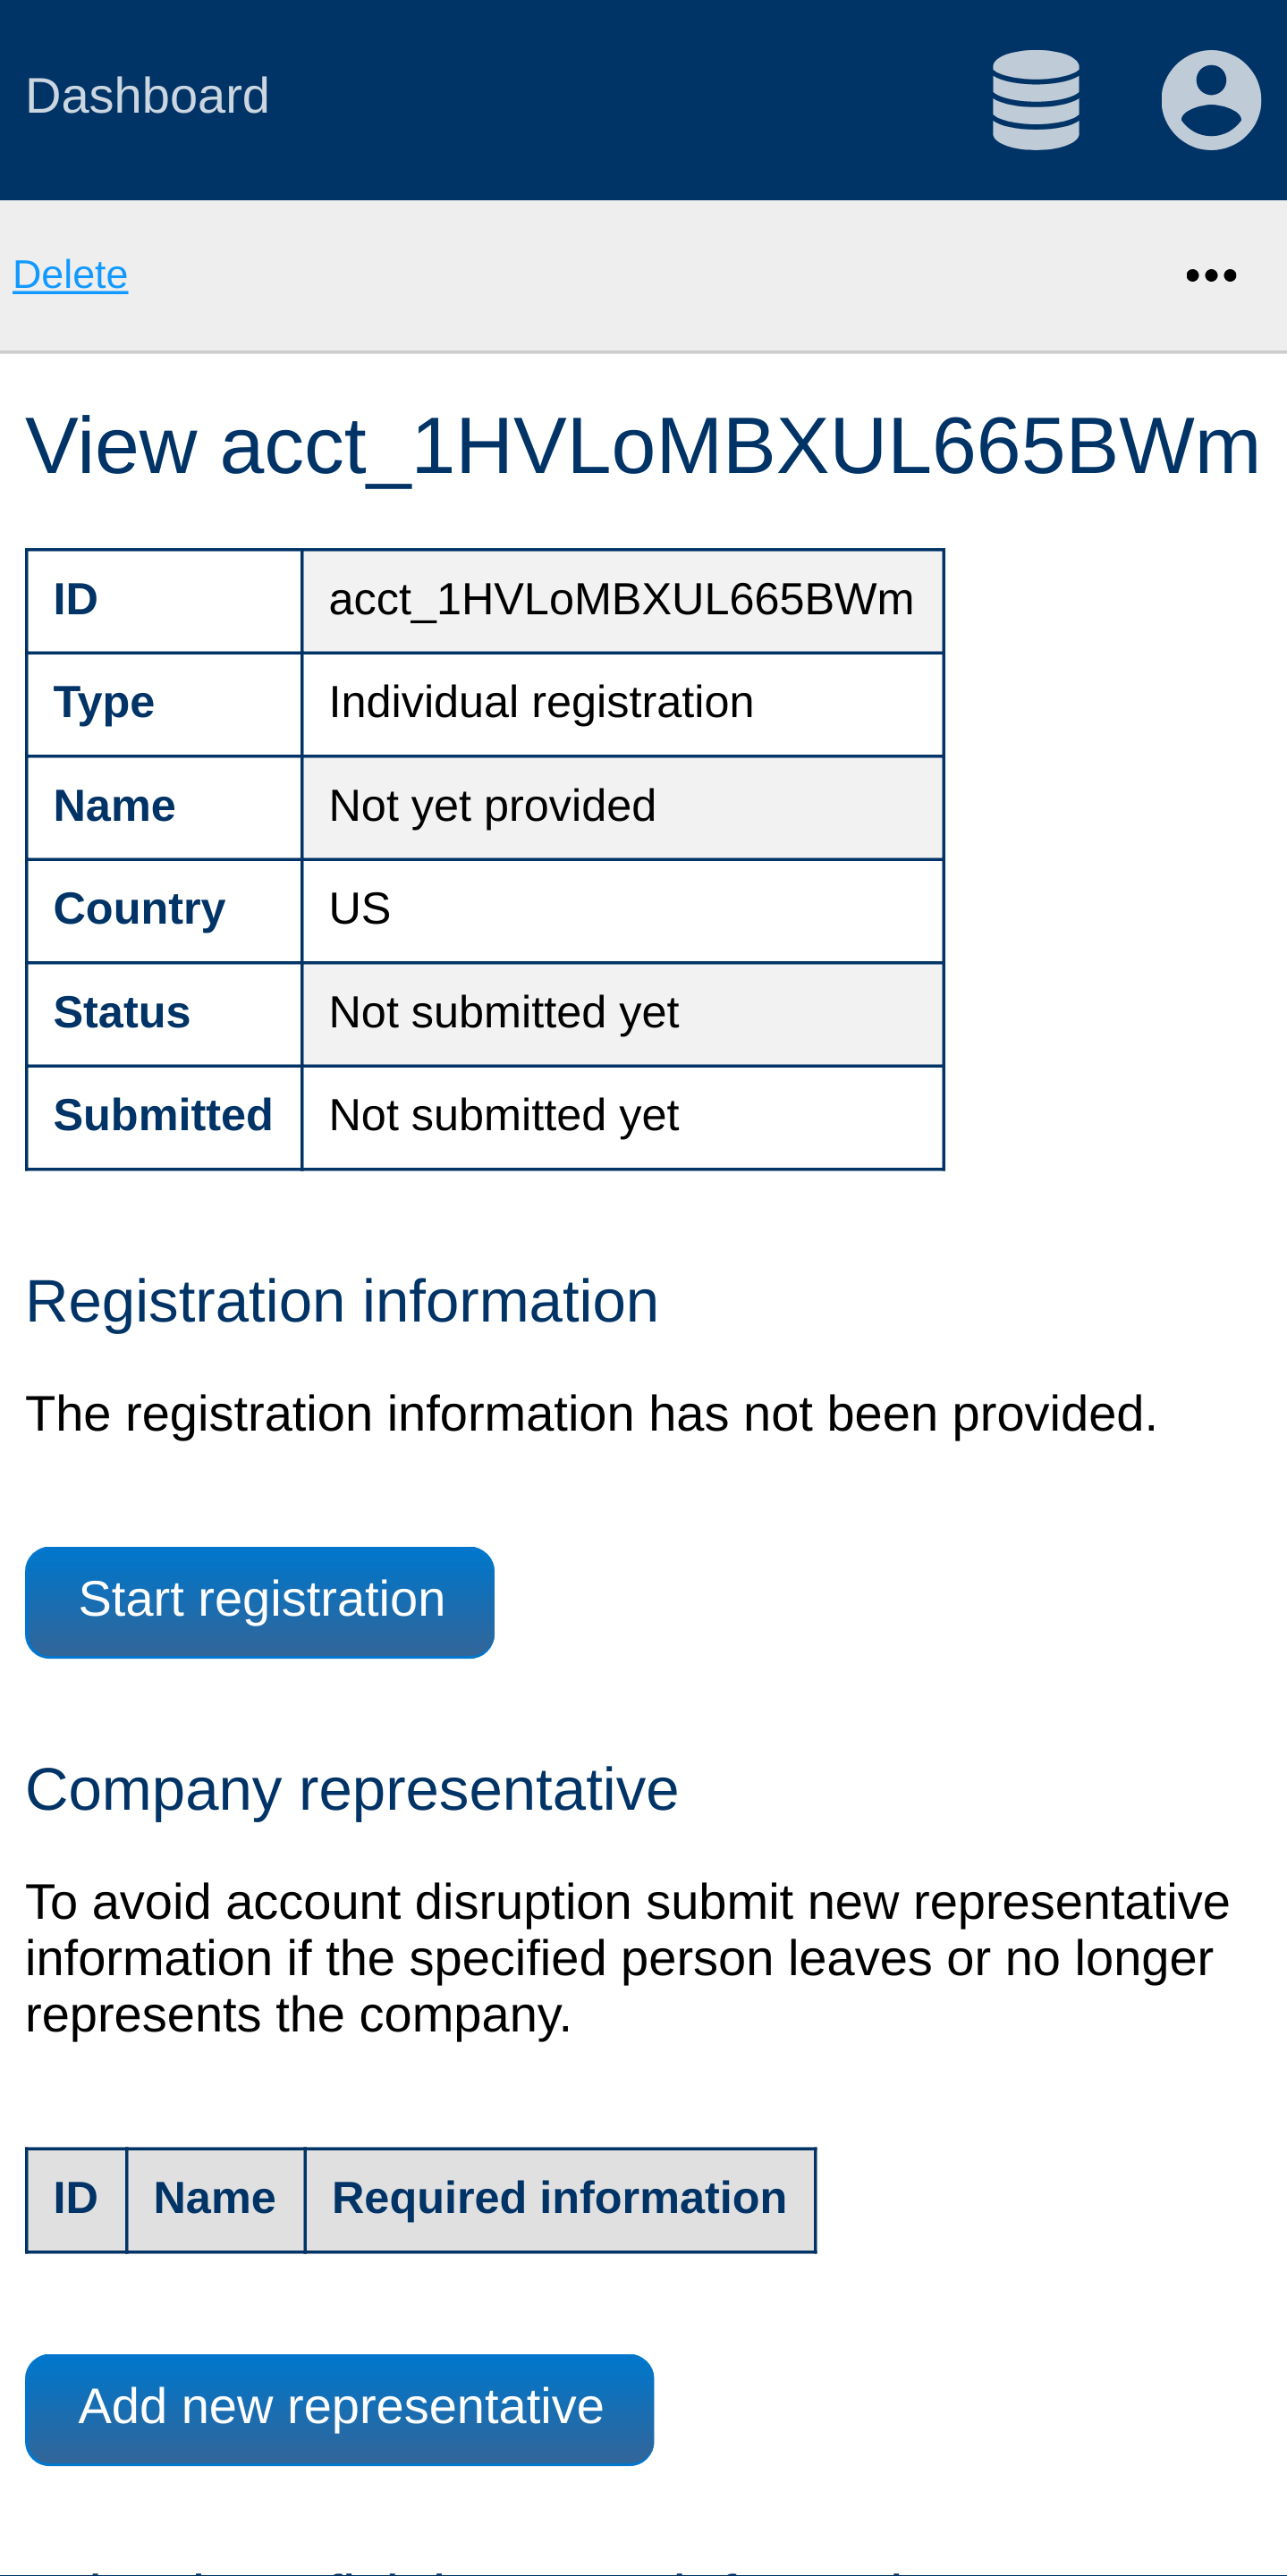 Dashboard
Delete
View acct_1HVLoMBXUL665BWm
ID acct_1HVLoMBXUL665BWm
Type Individual registration
Name Not yet provided
Country US
Status Not submitted yet
Submitted Not submitted yet
Registration information
The registration information has not been provided.
Start registration
Company representative
To avoid account disruption submit new representative
information if the specified person leaves or no longer
represents the company.
ID Name Required information
Add new representative